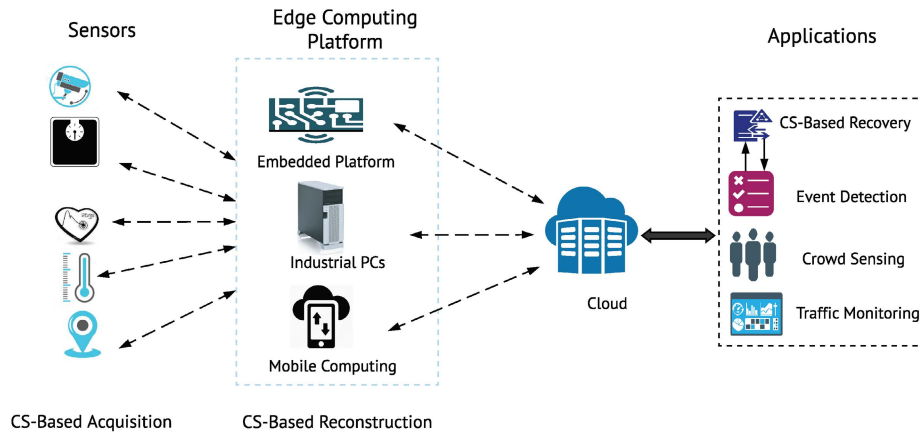 Sensors
Edge Computing
Platform
Applications
CS-Based Recovery
Embedded Platform
Event Detection
Industrial PCs
Crowd Sensing
Cloud
Traffic Monitoring
Mobile Computing
CS-Based Acquisition
CS-Based Reconstruction